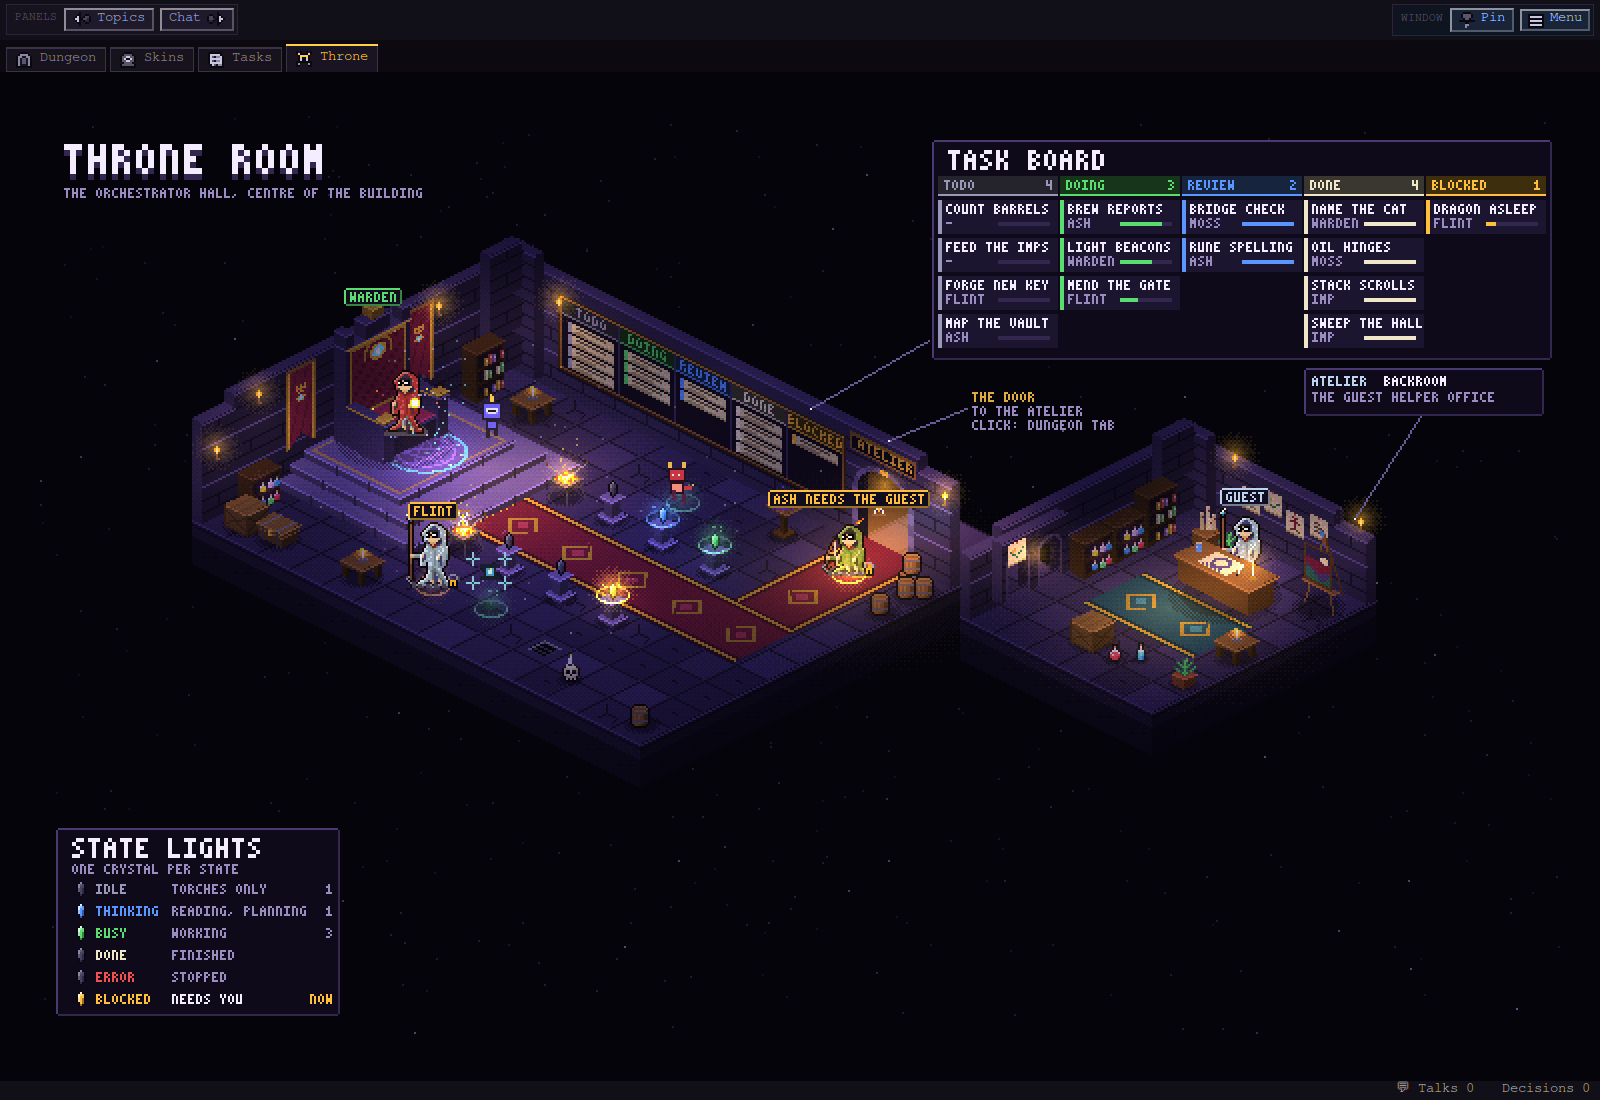 PANELS Topics Chat WINDOW Pin Menu
Dungeon Skins Tasks Throne
THRONE ROOM
THE ORCHESTRATOR HALL, CENTRE OF THE BUILDING
TASK BOARD
TODO 4 DOING 3 REVIEW 2 DONE 4 BLOCKED 1
COUNT BARRELS BREW REPORTS BRIDGE CHECK NAME THE CAT DRAGON ASLEEP
- ASH MOSS WARDEN FLINT
FEED THE IMPS LIGHT BEACONS RUNE SPELLING OIL HINGES
- WARDEN ASH MOSS
FORGE NEW KEY MEND THE GATE STACK SCROLLS
FLINT FLINT IMP
MAP THE VAULT SWEEP THE HALL
ASH IMP
WARDEN
TODO
DOING
REVIEW
DONE
BLOCKED
ATELIER
ATELIER BACKROOM
THE GUEST HELPER OFFICE
THE DOOR
TO THE ATELIER
CLICK: DUNGEON TAB
ASH NEEDS THE GUEST
GUEST
FLINT
STATE LIGHTS
ONE CRYSTAL PER STATE
IDLE TORCHES ONLY 1
THINKING READING, PLANNING 1
BUSY WORKING 3
DONE FINISHED
ERROR STOPPED
BLOCKED NEEDS YOU NOW
Talks 0 Decisions 0